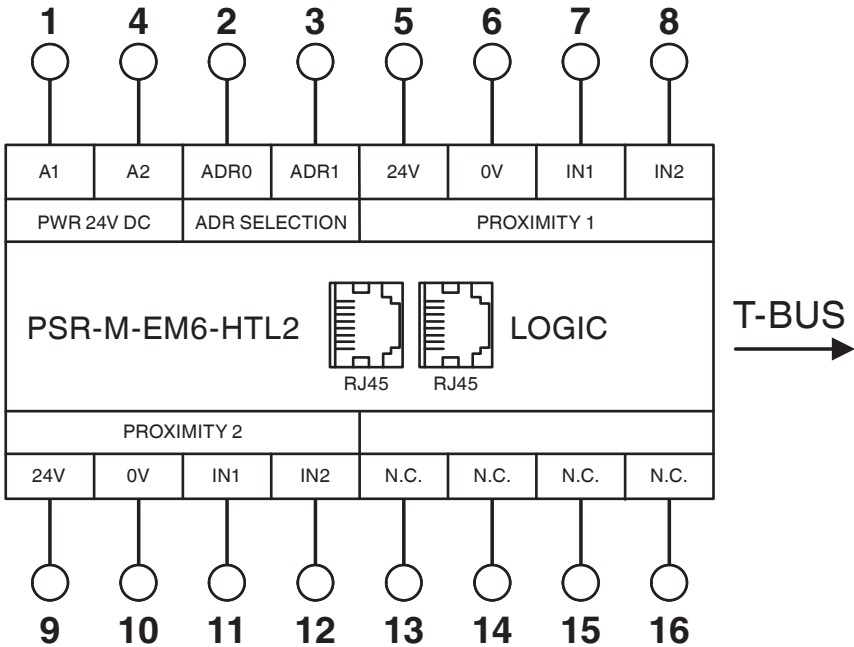 1 4 2 3 5 6 7 8
A1 A2 ADR0 ADR1 24V 0V IN1 IN2
PWR 24V DC ADR SELECTION PROXIMITY 1
PSR-M-EM6-HTL2 LOGIC T-BUS
RJ45 RJ45
PROXIMITY 2
24V 0V IN1 IN2 N.C. N.C. N.C. N.C.
9 10 11 12 13 14 15 16